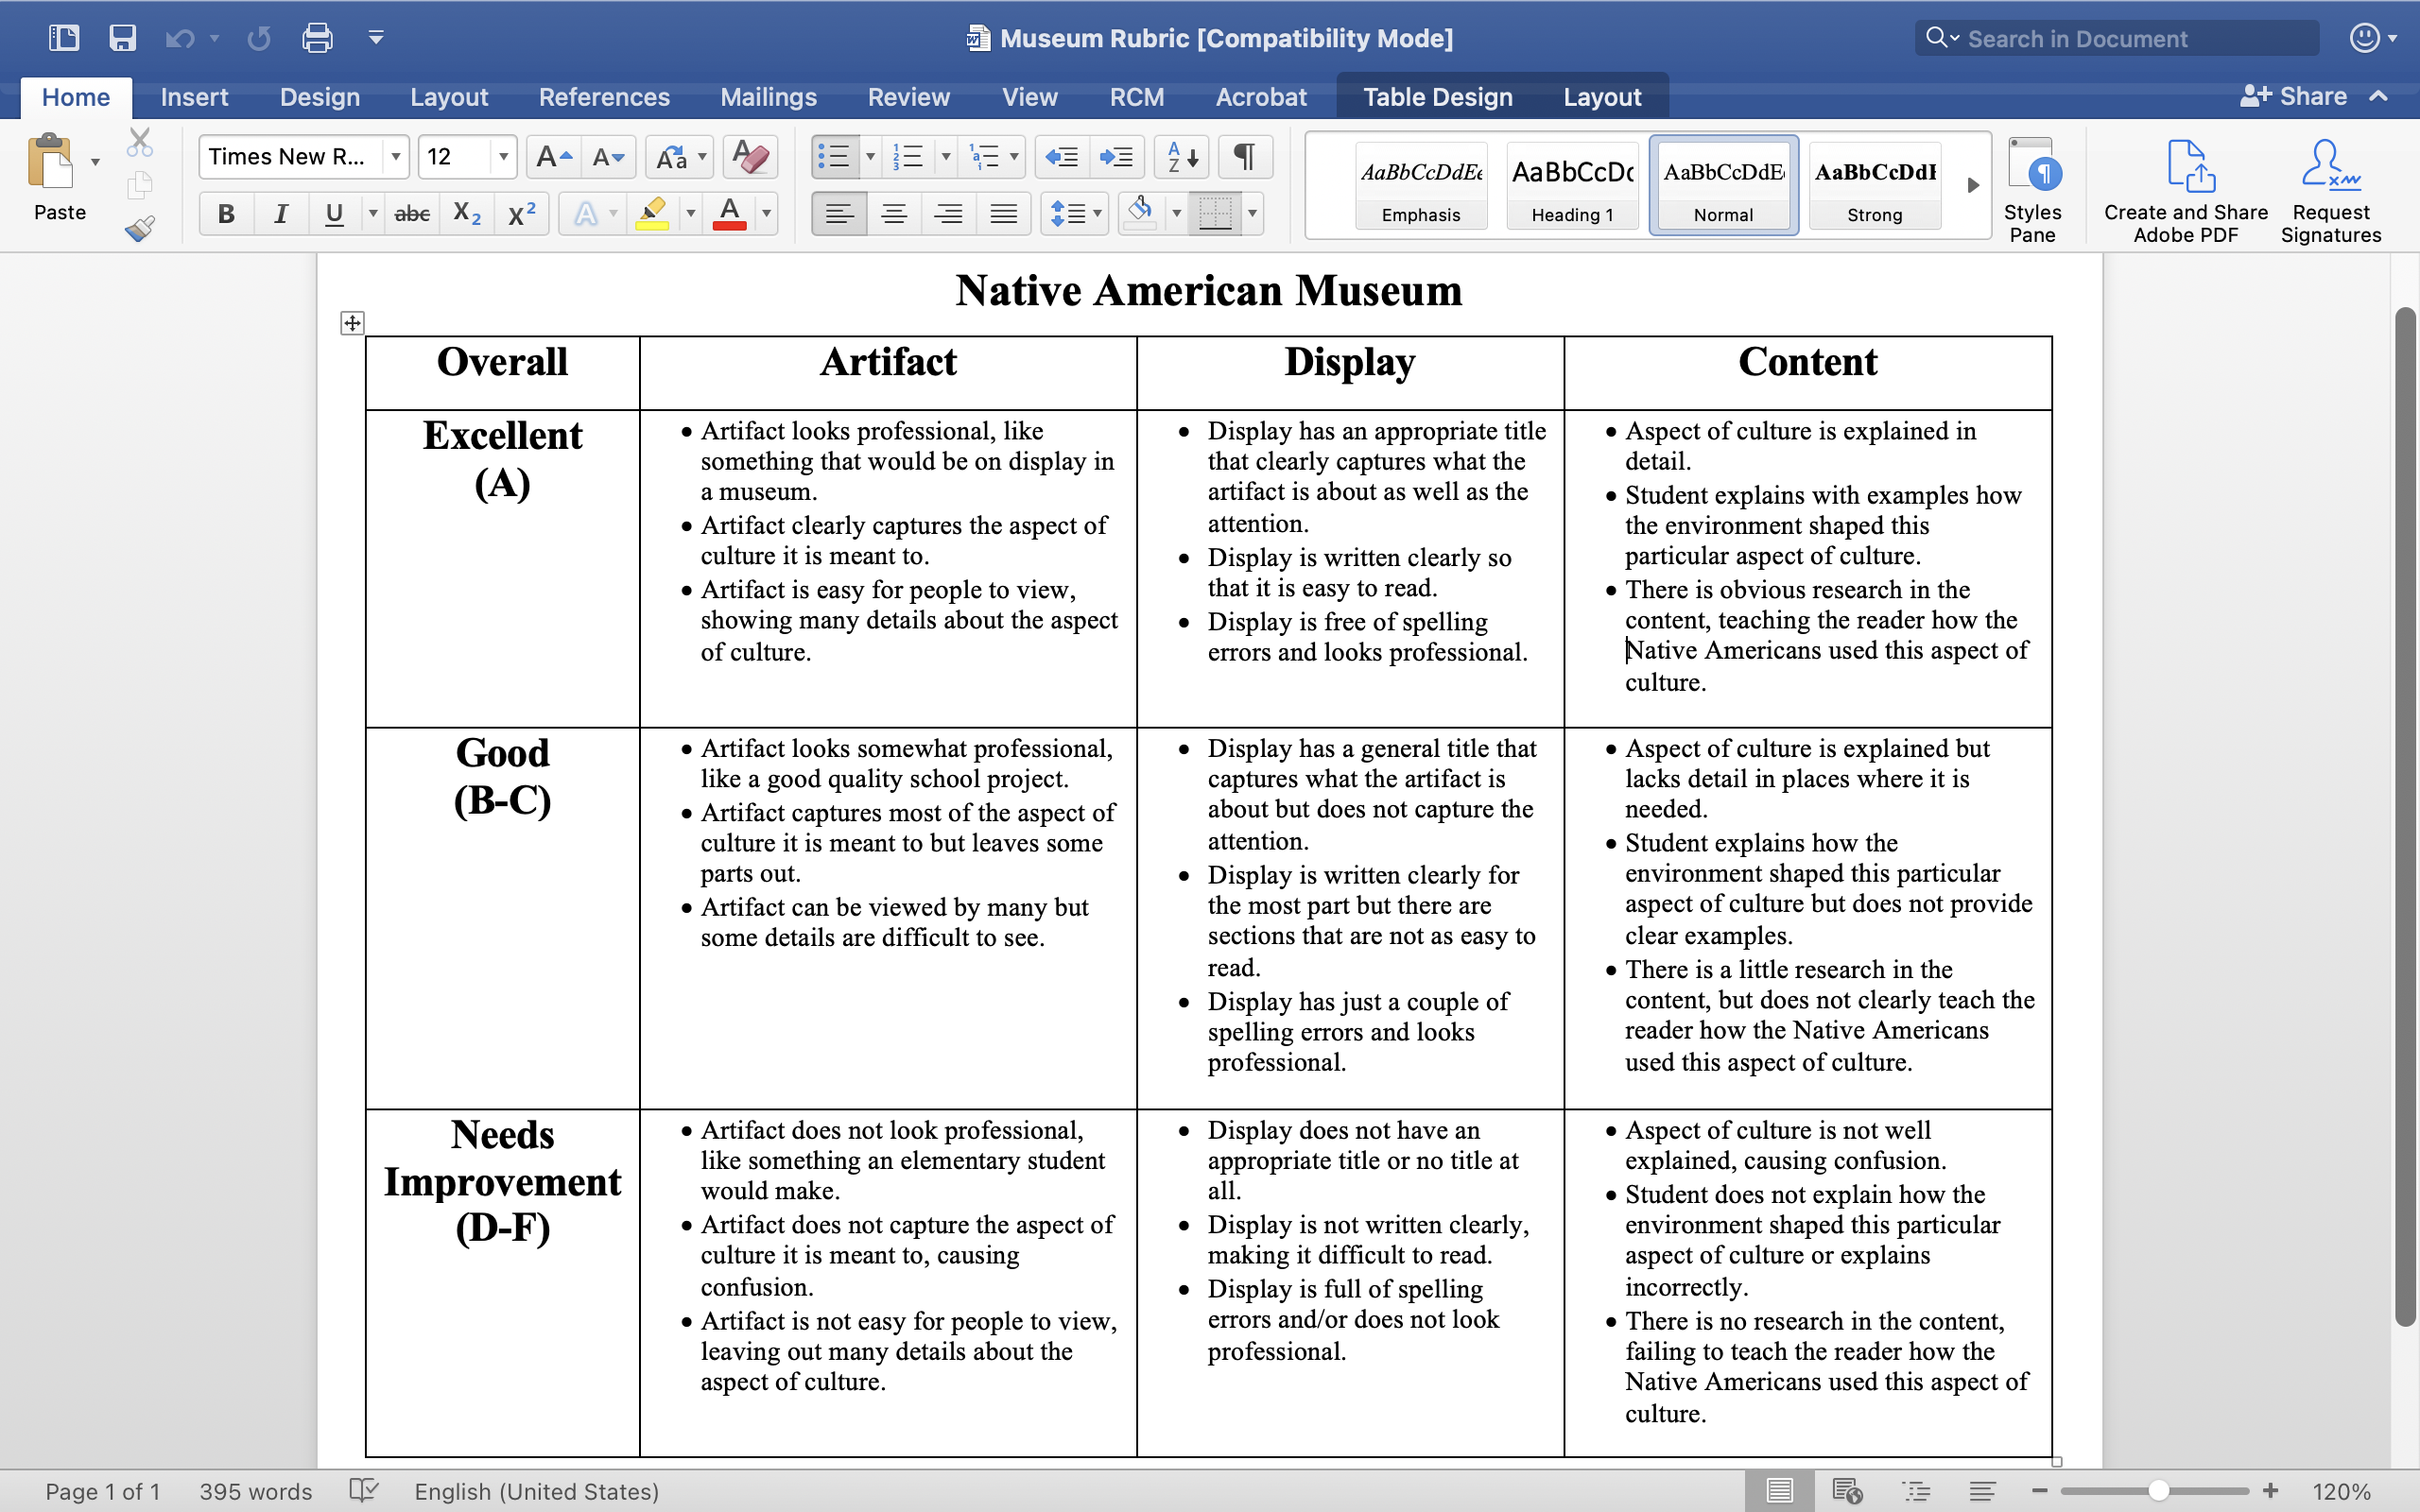 Museum Rubric [Compatibility Mode]
Search in Document
Home Insert Design Layout References Mailings Review View RCM Acrobat Table Design Layout
Share
Paste
Times New R... 12
Aa
B I U abc X2 X2 A A
AaBbCcDdEe AaBbCcDc AaBbCcDdE AaBbCcDdI
Emphasis Heading 1 Normal Strong
Styles Pane
Create and Share Adobe PDF
Request Signatures
Native American Museum
Overall Artifact Display Content
Excellent
(A)
• Artifact looks professional, like
something that would be on display in
a museum.
• Artifact clearly captures the aspect of
culture it is meant to.
• Artifact is easy for people to view,
showing many details about the aspect
of culture.
• Display has an appropriate title
that clearly captures what the
artifact is about as well as the
attention.
• Display is written clearly so
that it is easy to read.
• Display is free of spelling
errors and looks professional.
• Aspect of culture is explained in
detail.
• Student explains with examples how
the environment shaped this
particular aspect of culture.
• There is obvious research in the
content, teaching the reader how the
Native Americans used this aspect of
culture.
Good
(B-C)
• Artifact looks somewhat professional,
like a good quality school project.
• Artifact captures most of the aspect of
culture it is meant to but leaves some
parts out.
• Artifact can be viewed by many but
some details are difficult to see.
• Display has a general title that
captures what the artifact is
about but does not capture the
attention.
• Display is written clearly for
the most part but there are
sections that are not as easy to
read.
• Display has just a couple of
spelling errors and looks
professional.
• Aspect of culture is explained but
lacks detail in places where it is
needed.
• Student explains how the
environment shaped this particular
aspect of culture but does not provide
clear examples.
• There is a little research in the
content, but does not clearly teach the
reader how the Native Americans
used this aspect of culture.
Needs
Improvement
(D-F)
• Artifact does not look professional,
like something an elementary student
would make.
• Artifact does not capture the aspect of
culture it is meant to, causing
confusion.
• Artifact is not easy for people to view,
leaving out many details about the
aspect of culture.
• Display does not have an
appropriate title or no title at
all.
• Display is not written clearly,
making it difficult to read.
• Display is full of spelling
errors and/or does not look
professional.
• Aspect of culture is not well
explained, causing confusion.
• Student does not explain how the
environment shaped this particular
aspect of culture or explains
incorrectly.
• There is no research in the content,
failing to teach the reader how the
Native Americans used this aspect of
culture.
Page 1 of 1 395 words English (United States) 120%